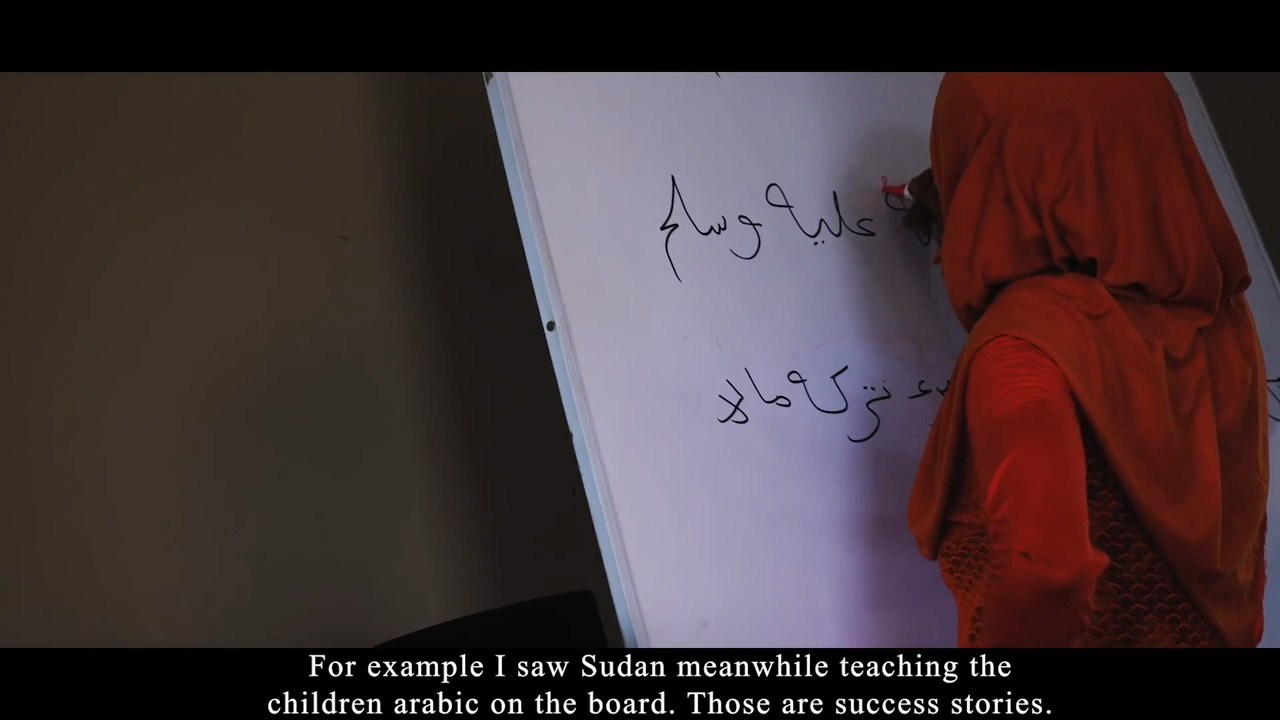 عليه وسلم
تركه مالا
For example I saw Sudan meanwhile teaching the
children arabic on the board. Those are success stories.